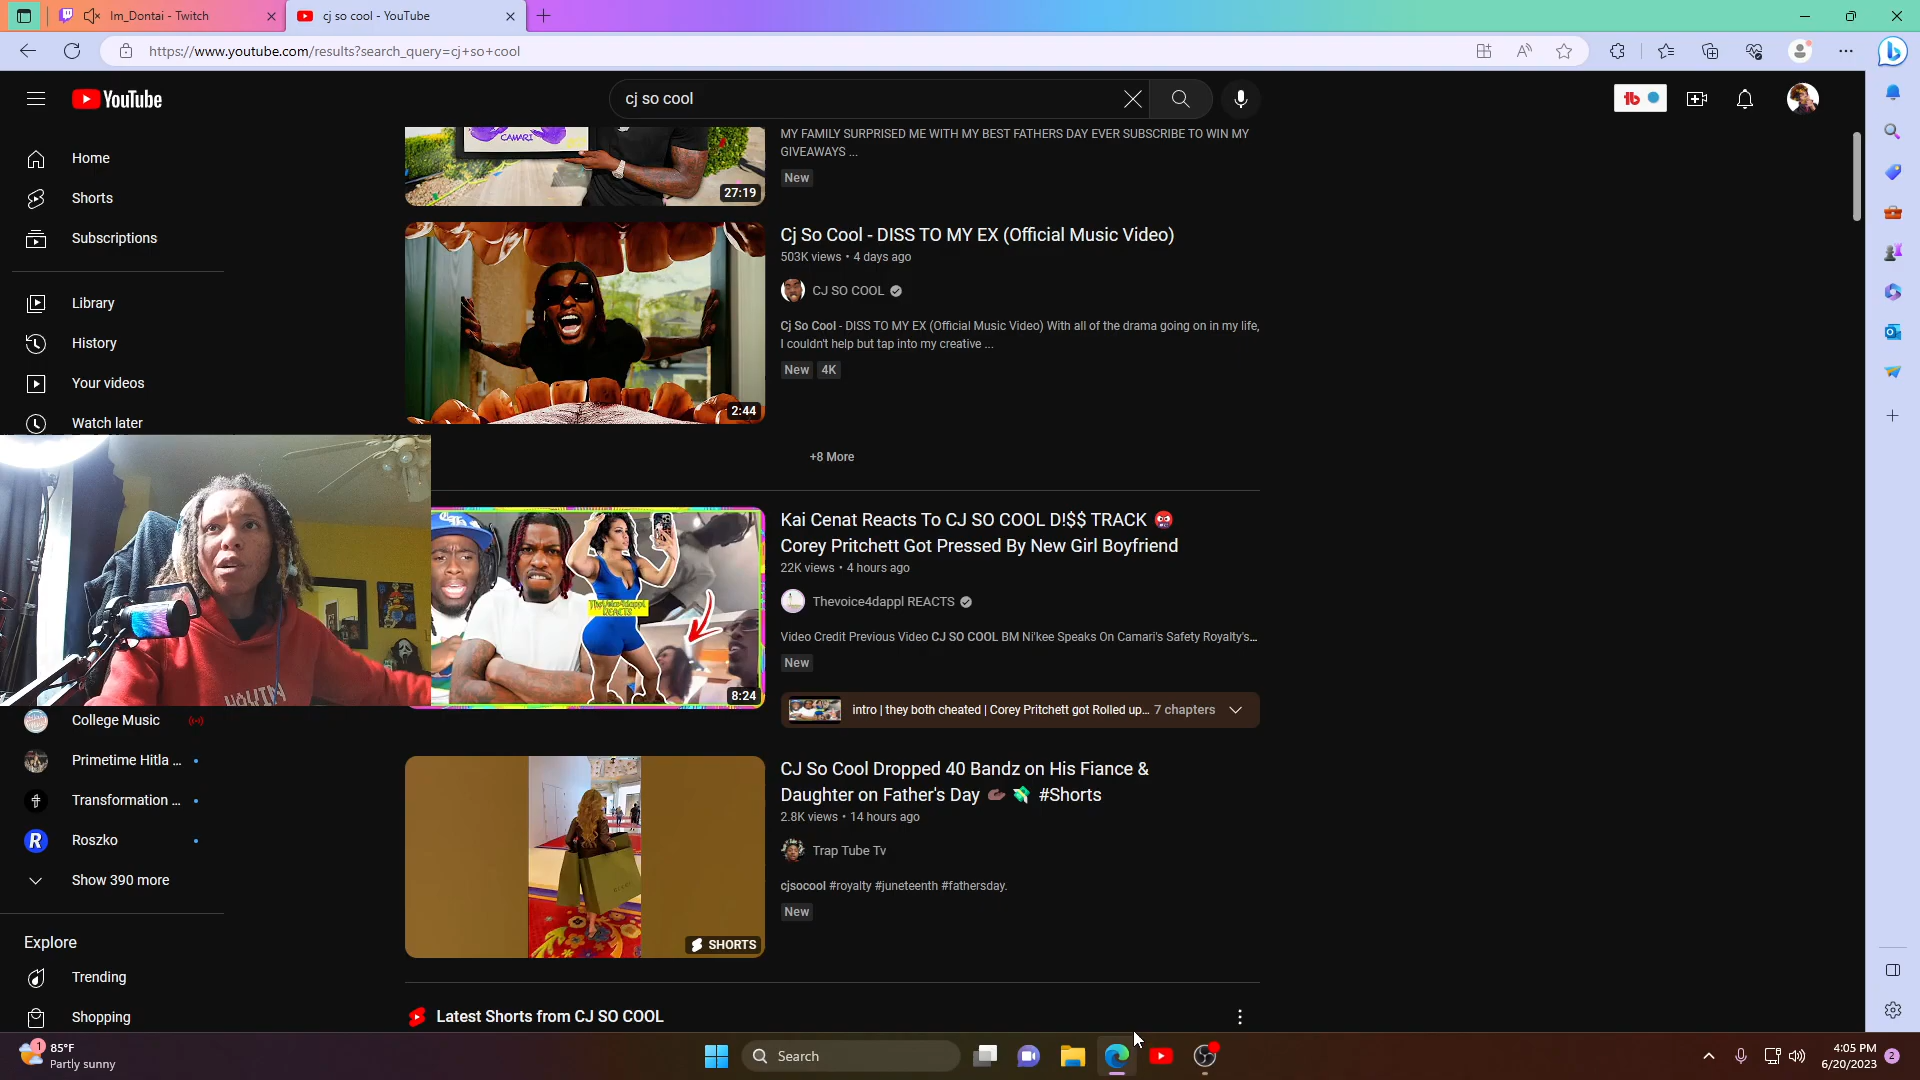 Im_Dontai - Twitch
cj so cool - YouTube
https://www.youtube.com/results?search_query=cj+so+cool
YouTube
cj so cool
tb
Home
Shorts
Subscriptions
Library
History
Your videos
Watch later
College Music
Primetime Hitla ...
Transformation ...
Roszko
Show 390 more
Explore
Trending
Shopping
CAMARI
27:19
MY FAMILY SURPRISED ME WITH MY BEST FATHERS DAY EVER SUBSCRIBE TO WIN MY
GIVEAWAYS ...
New
2:44
Cj So Cool - DISS TO MY EX (Official Music Video)
503K views • 4 days ago
CJ SO COOL
Cj So Cool - DISS TO MY EX (Official Music Video) With all of the drama going on in my life,
I couldn't help but tap into my creative ...
New 4K
+8 More
Thevoice4dappl
REACTS
8:24
Kai Cenat Reacts To CJ SO COOL D!$$ TRACK
Corey Pritchett Got Pressed By New Girl Boyfriend
22K views • 4 hours ago
Thevoice4dappl REACTS
Video Credit Previous Video CJ SO COOL BM Ni'kee Speaks On Camari's Safety Royalty's...
New
intro | they both cheated | Corey Pritchett got Rolled up... 7 chapters
SHORTS
CJ So Cool Dropped 40 Bandz on His Fiance &
Daughter on Father's Day #Shorts
2.8K views • 14 hours ago
Trap Tube Tv
cjsocool #royalty #juneteenth #fathersday.
New
Latest Shorts from CJ SO COOL
1
85°F
Partly sunny
Search
4:05 PM
6/20/2023
2